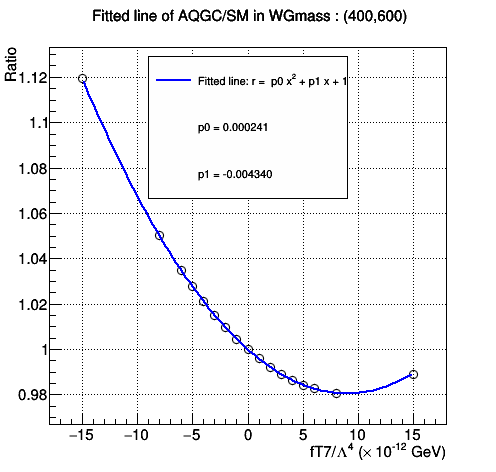 Fitted line of AQGC/SM in WGmass : (400,600)
Ratio
Fitted line: r = p0 x² + p1 x + 1
p0 = 0.000241
p1 = -0.004340
1.12
1.1
1.08
1.06
1.04
1.02
1
0.98
−15 −10 −5 0 5 10 15
fT7/Λ⁴ (× 10⁻¹² GeV)